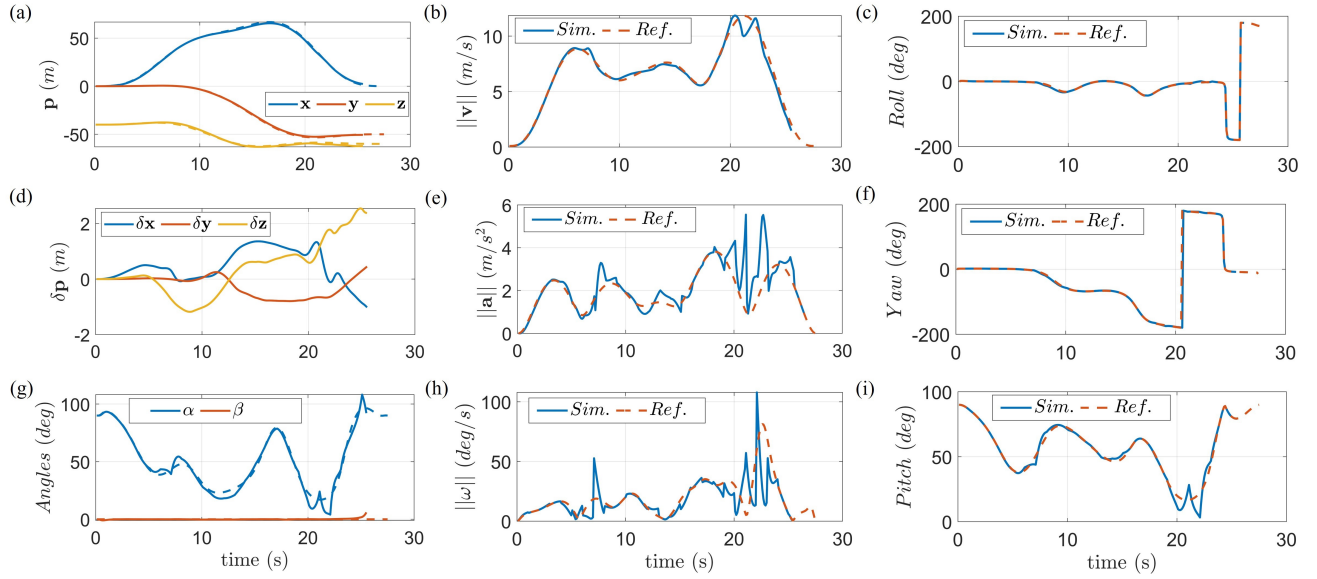 (a)
50
0
-50
p (m)
x y z
0 10 20 30
(b)
10
5
0
||v|| (m/s)
Sim. Ref.
0 10 20 30
(c)
200
0
-200
Roll (deg)
Sim. Ref.
0 10 20 30
(d)
2
0
-2
δp (m)
δx δy δz
0 10 20 30
(e)
6
4
2
0
||a|| (m/s²)
Sim. Ref.
0 10 20 30
(f)
200
0
-200
Yaw (deg)
Sim. Ref.
0 10 20 30
(g)
100
50
0
Angles (deg)
α β
0 10 20 30
time (s)
(h)
100
50
0
||ω|| (deg/s)
Sim. Ref.
0 10 20 30
time (s)
(i)
100
50
0
Pitch (deg)
Sim. Ref.
0 10 20 30
time (s)